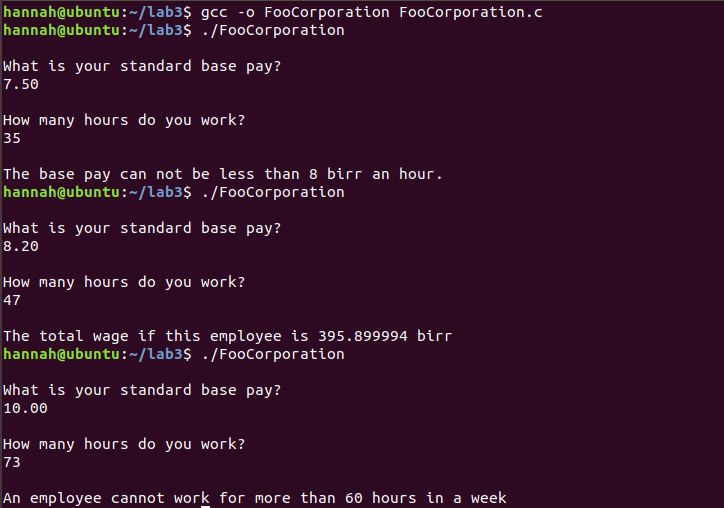 hannah@ubuntu:~/lab3$ gcc -o FooCorporation FooCorporation.c
hannah@ubuntu:~/lab3$ ./FooCorporation
What is your standard base pay?
7.50
How many hours do you work?
35
The base pay can not be less than 8 birr an hour.
hannah@ubuntu:~/lab3$ ./FooCorporation
What is your standard base pay?
8.20
How many hours do you work?
47
The total wage if this employee is 395.899994 birr
hannah@ubuntu:~/lab3$ ./FooCorporation
What is your standard base pay?
10.00
How many hours do you work?
73
An employee cannot work for more than 60 hours in a week